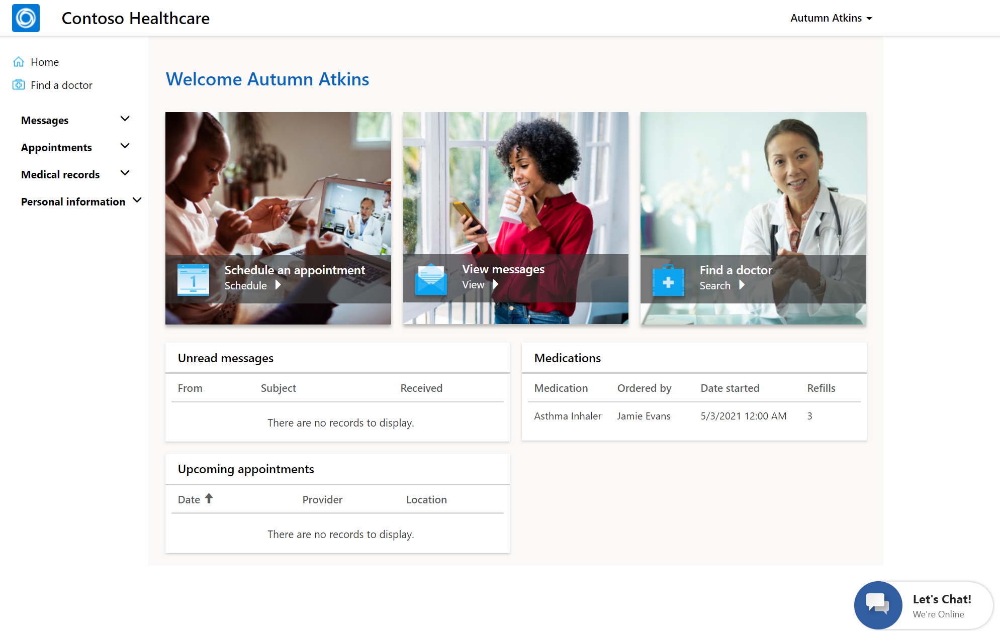 Contoso Healthcare
Autumn Atkins
Home
Find a doctor
Messages
Appointments
Medical records
Personal information
Welcome Autumn Atkins
1
Schedule an appointment
Schedule
View messages
View
Find a doctor
Search
Unread messages
From Subject Received
There are no records to display.
Medications
Medication Ordered by Date started Refills
Asthma Inhaler Jamie Evans 5/3/2021 12:00 AM 3
Upcoming appointments
Date Provider Location
There are no records to display.
Let's Chat!
We're Online